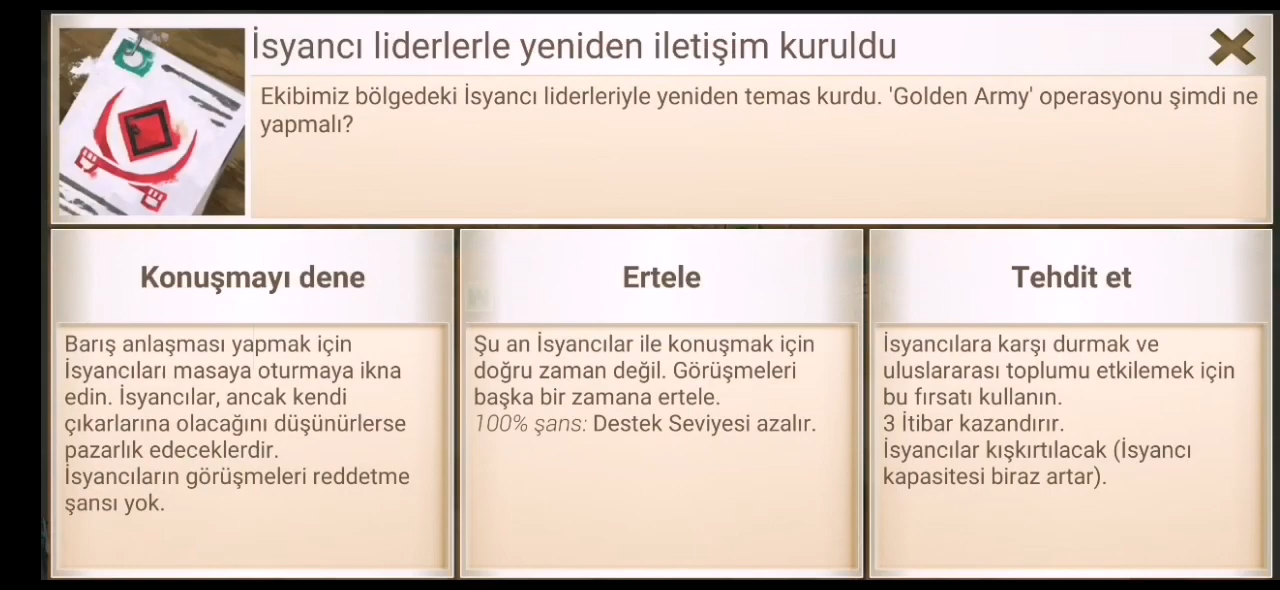 İsyancı liderlerle yeniden iletişim kuruldu
Ekibimiz bölgedeki İsyancı liderleriyle yeniden temas kurdu. 'Golden Army' operasyonu şimdi ne
yapmalı?
Konuşmayı dene
Barış anlaşması yapmak için
İsyancıları masaya oturmaya ikna
edin. İsyancılar, ancak kendi
çıkarlarına olacağını düşünürlerse
pazarlık edeceklerdir.
İsyancıların görüşmeleri reddetme
şansı yok.
Ertele
Şu an İsyancılar ile konuşmak için
doğru zaman değil. Görüşmeleri
başka bir zamana ertele.
100% şans: Destek Seviyesi azalır.
Tehdit et
İsyancılara karşı durmak ve
uluslararası toplumu etkilemek için
bu fırsatı kullanın.
3 İtibar kazandırır.
İsyancılar kışkırtılacak (İsyancı
kapasitesi biraz artar).